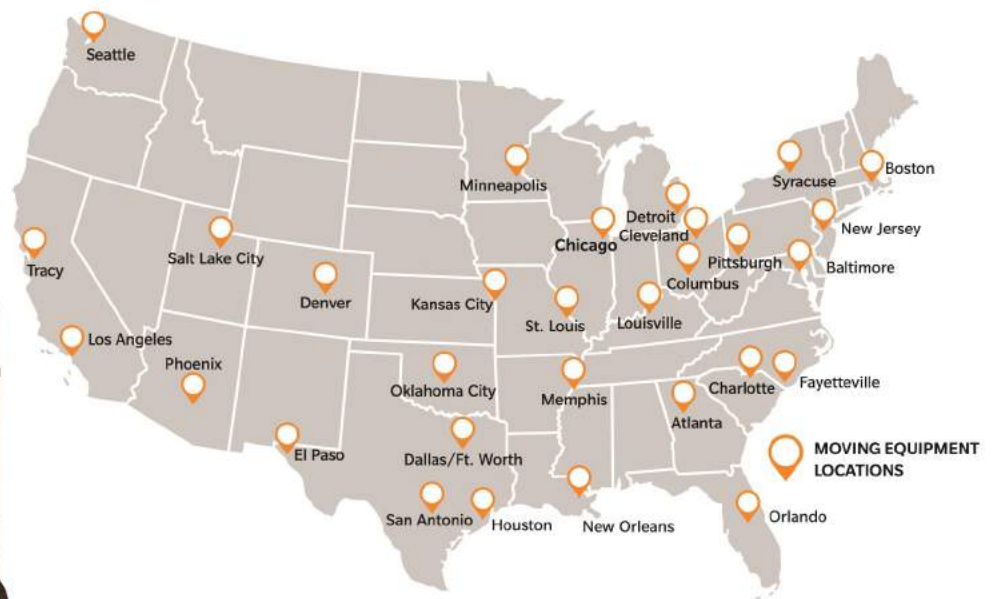 Seattle
Minneapolis
Syracuse
Boston
Detroit
New Jersey
Chicago
Cleveland
Salt Lake City
Tracy
Pittsburgh
Baltimore
Columbus
Denver
Kansas City
St. Louis
Louisville
Los Angeles
Phoenix
Oklahoma City
Memphis
Charlotte
Fayetteville
Atlanta
El Paso
Dallas/Ft. Worth
MOVING EQUIPMENT
LOCATIONS
San Antonio
Houston
New Orleans
Orlando